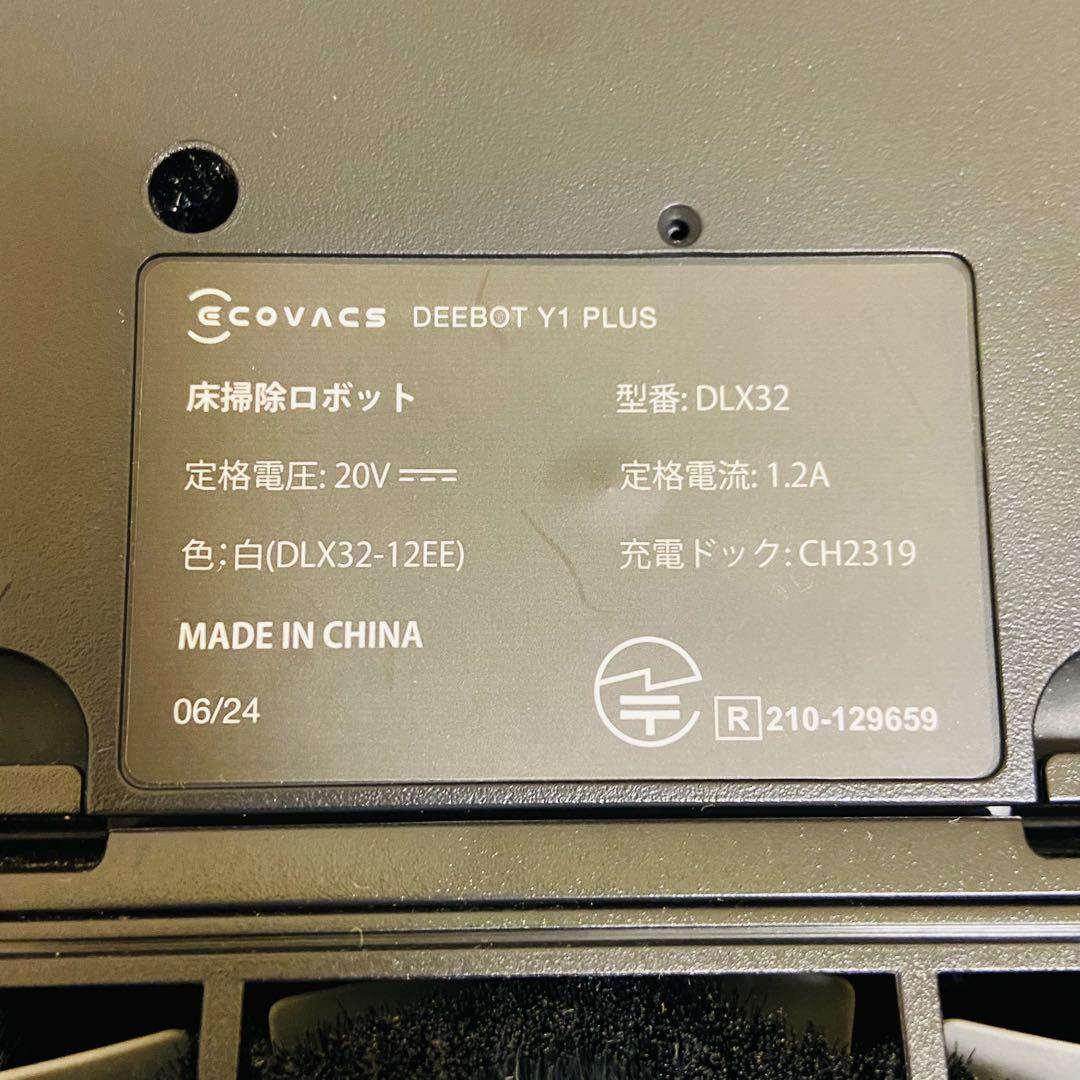 ECOVACS DEEBOT Y1 PLUS
床掃除ロボット 型番: DLX32
定格電圧: 20V 定格電流: 1.2A
色;白(DLX32-12EE) 充電ドック: CH2319
MADE IN CHINA
06/24 R 210-129659